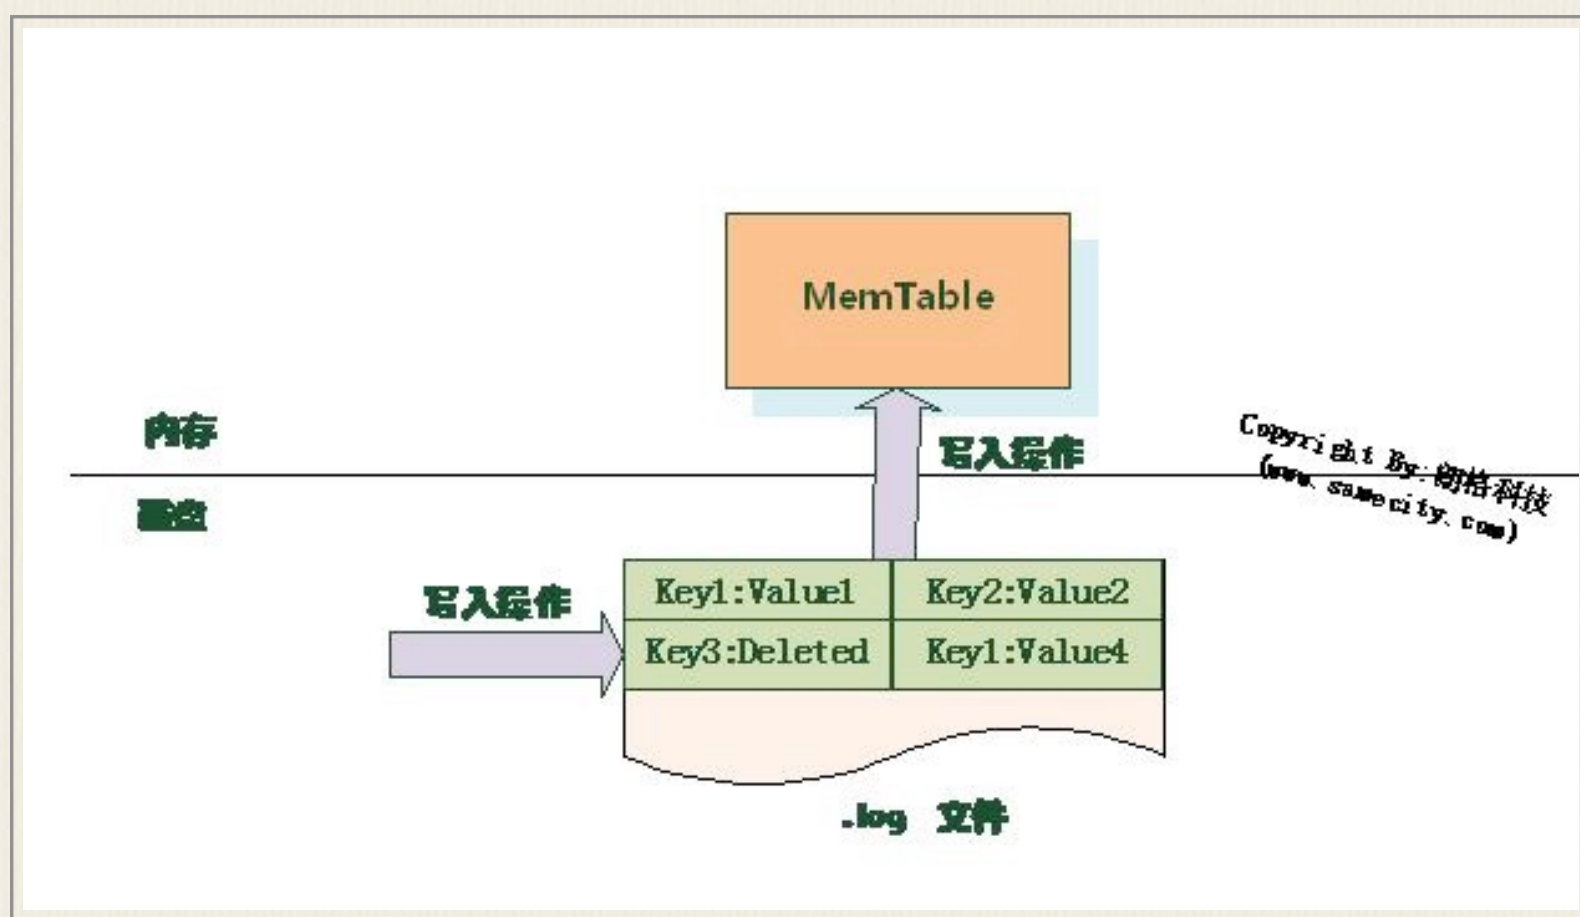 MemTable
内存
写入操作
Copyright By:朗格科技
(www.samecity.com)
磁盘
写入操作
Key1:Value1 Key2:Value2
Key3:Deleted Key1:Value4
.log 文件